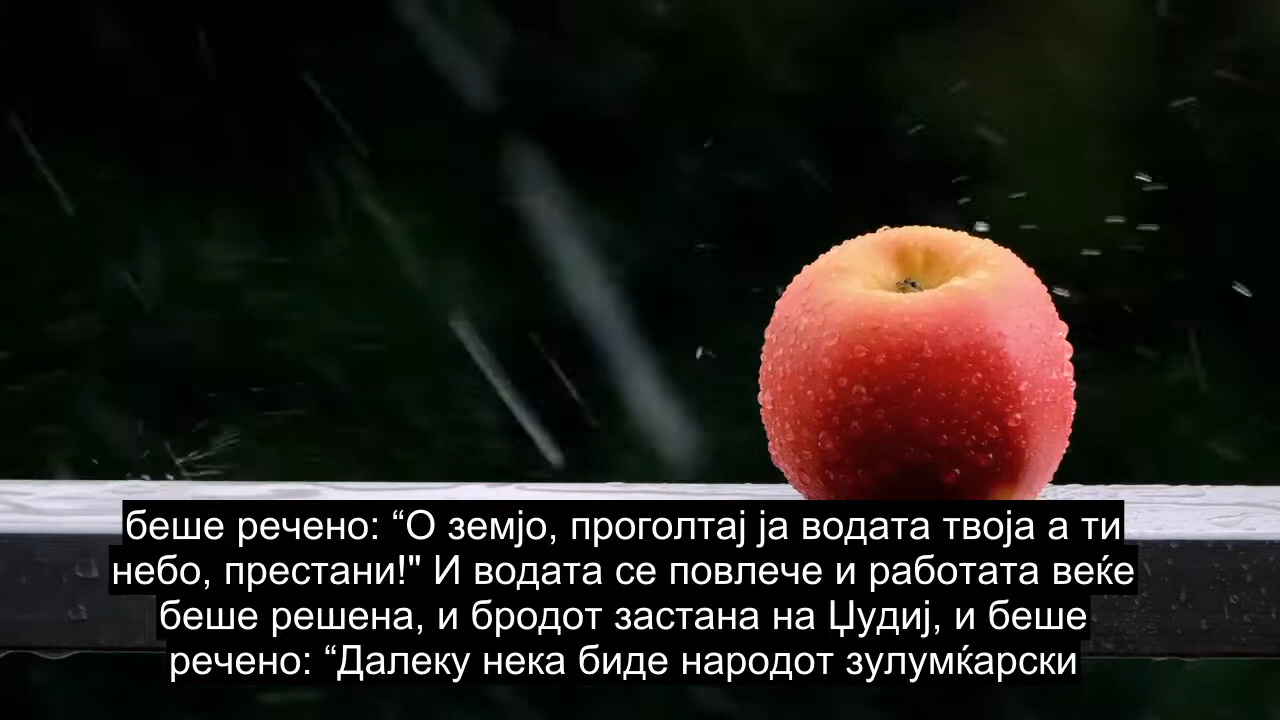 беше речено: “О земјо, проголтај ја водата твоја а ти
небо, престани!" И водата се повлече и работата веќе
беше решена, и бродот застана на Џудиј, и беше
речено: “Далеку нека биде народот зулумќарски